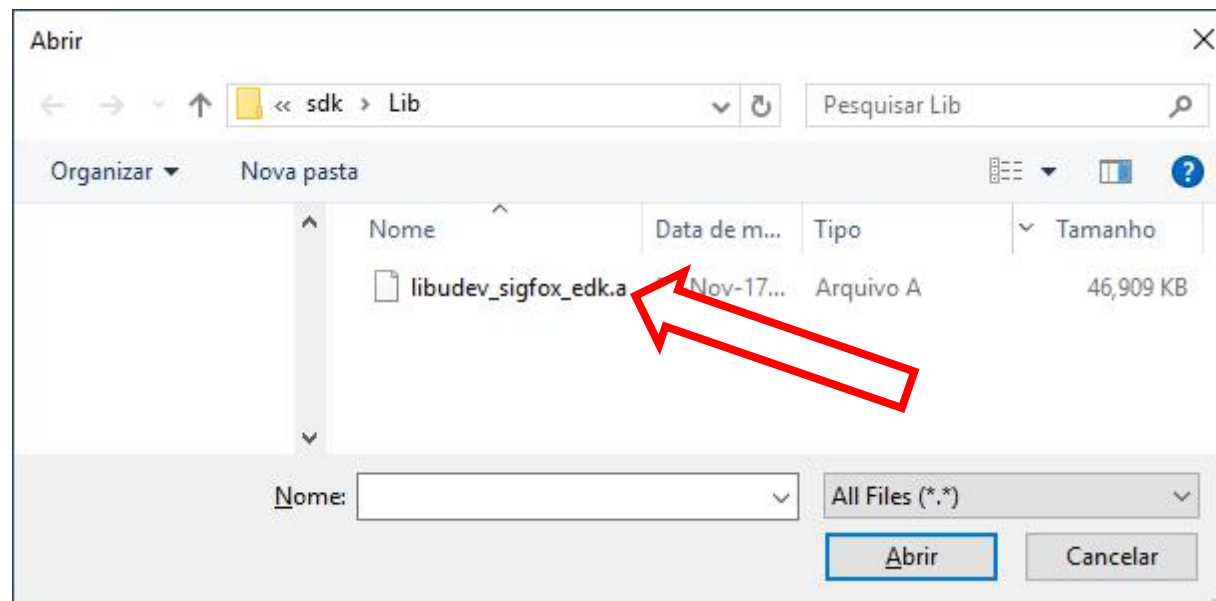 Abrir
« sdk › Lib
Pesquisar Lib
Organizar
Nova pasta
Nome Data de m... Tipo Tamanho
libudev_sigfox_edk.a Nov-17... Arquivo A 46,909 KB
Nome: All Files (*.*)
Abrir Cancelar